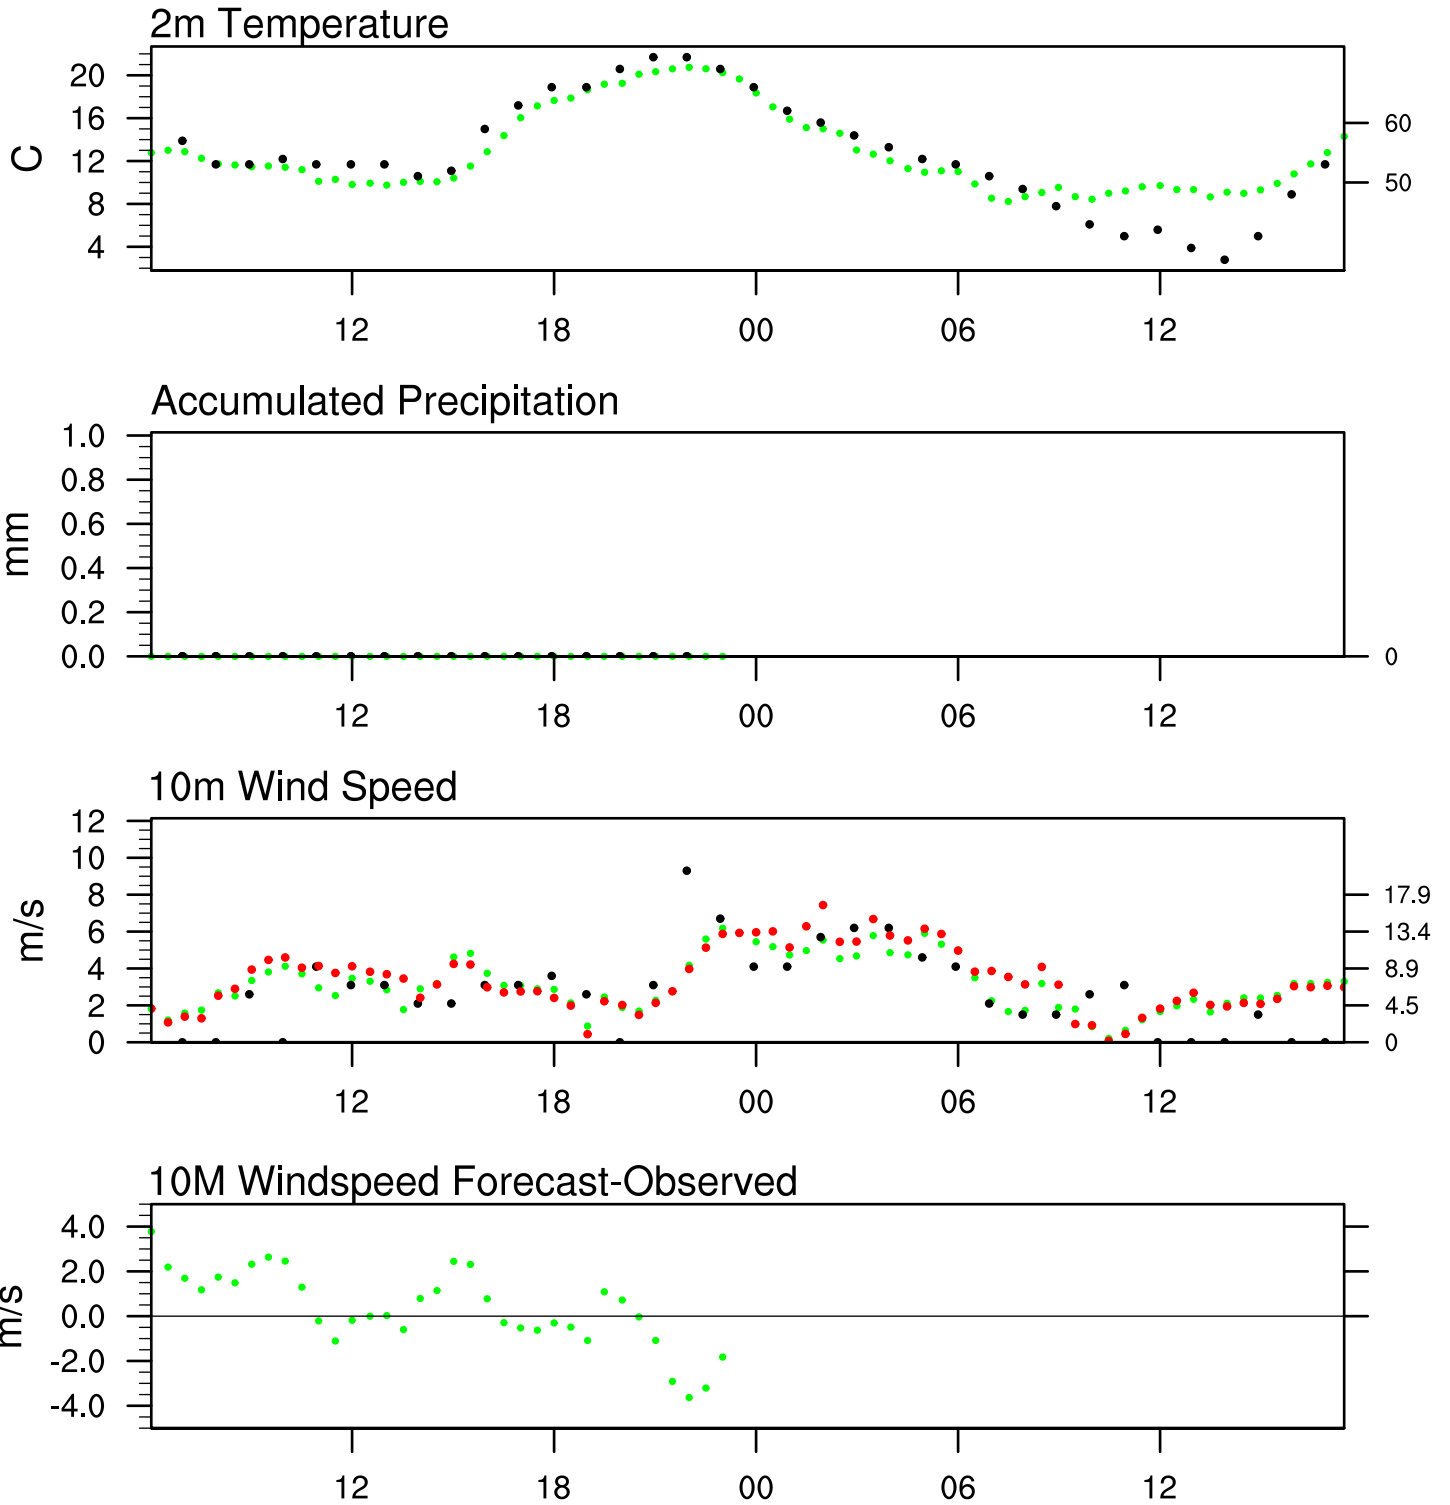 2m Temperature
20
16
12
8
4
C
60
50
12 18 00 06 12
Accumulated Precipitation
1.0
0.8
0.6
0.4
0.2
0.0
mm
0
12 18 00 06 12
10m Wind Speed
12
10
8
6
4
2
0
m/s
17.9
13.4
8.9
4.5
0
12 18 00 06 12
10M Windspeed Forecast-Observed
4.0
2.0
0.0
-2.0
-4.0
m/s
12 18 00 06 12